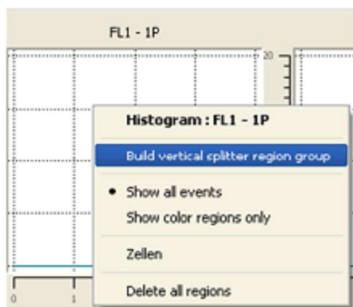 FL1 - 1P
20
Histogram : FL1 - 1P
Build vertical splitter region group
Show all events
Show color regions only
Zellen
Delete all regions
0 1